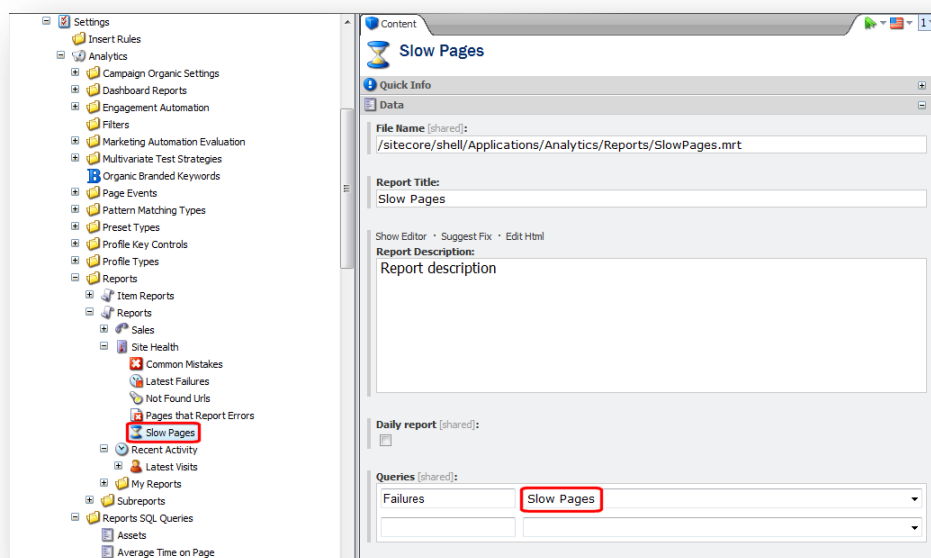 Settings
Insert Rules
Analytics
Campaign Organic Settings
Dashboard Reports
Engagement Automation
Filters
Marketing Automation Evaluation
Multivariate Test Strategies
Organic Branded Keywords
Page Events
Pattern Matching Types
Preset Types
Profile Key Controls
Profile Types
Reports
Item Reports
Reports
Sales
Site Health
Common Mistakes
Latest Failures
Not Found Urls
Pages that Report Errors
Slow Pages
Recent Activity
Latest Visits
My Reports
Subreports
Reports SQL Queries
Assets
Average Time on Page
Content
1
Slow Pages
Quick Info
Data
File Name [shared]:
/sitecore/shell/Applications/Analytics/Reports/SlowPages.mrt
Report Title:
Slow Pages
Show Editor · Suggest Fix · Edit Html
Report Description:
Report description
Daily report [shared]:
Queries [shared]:
Failures Slow Pages